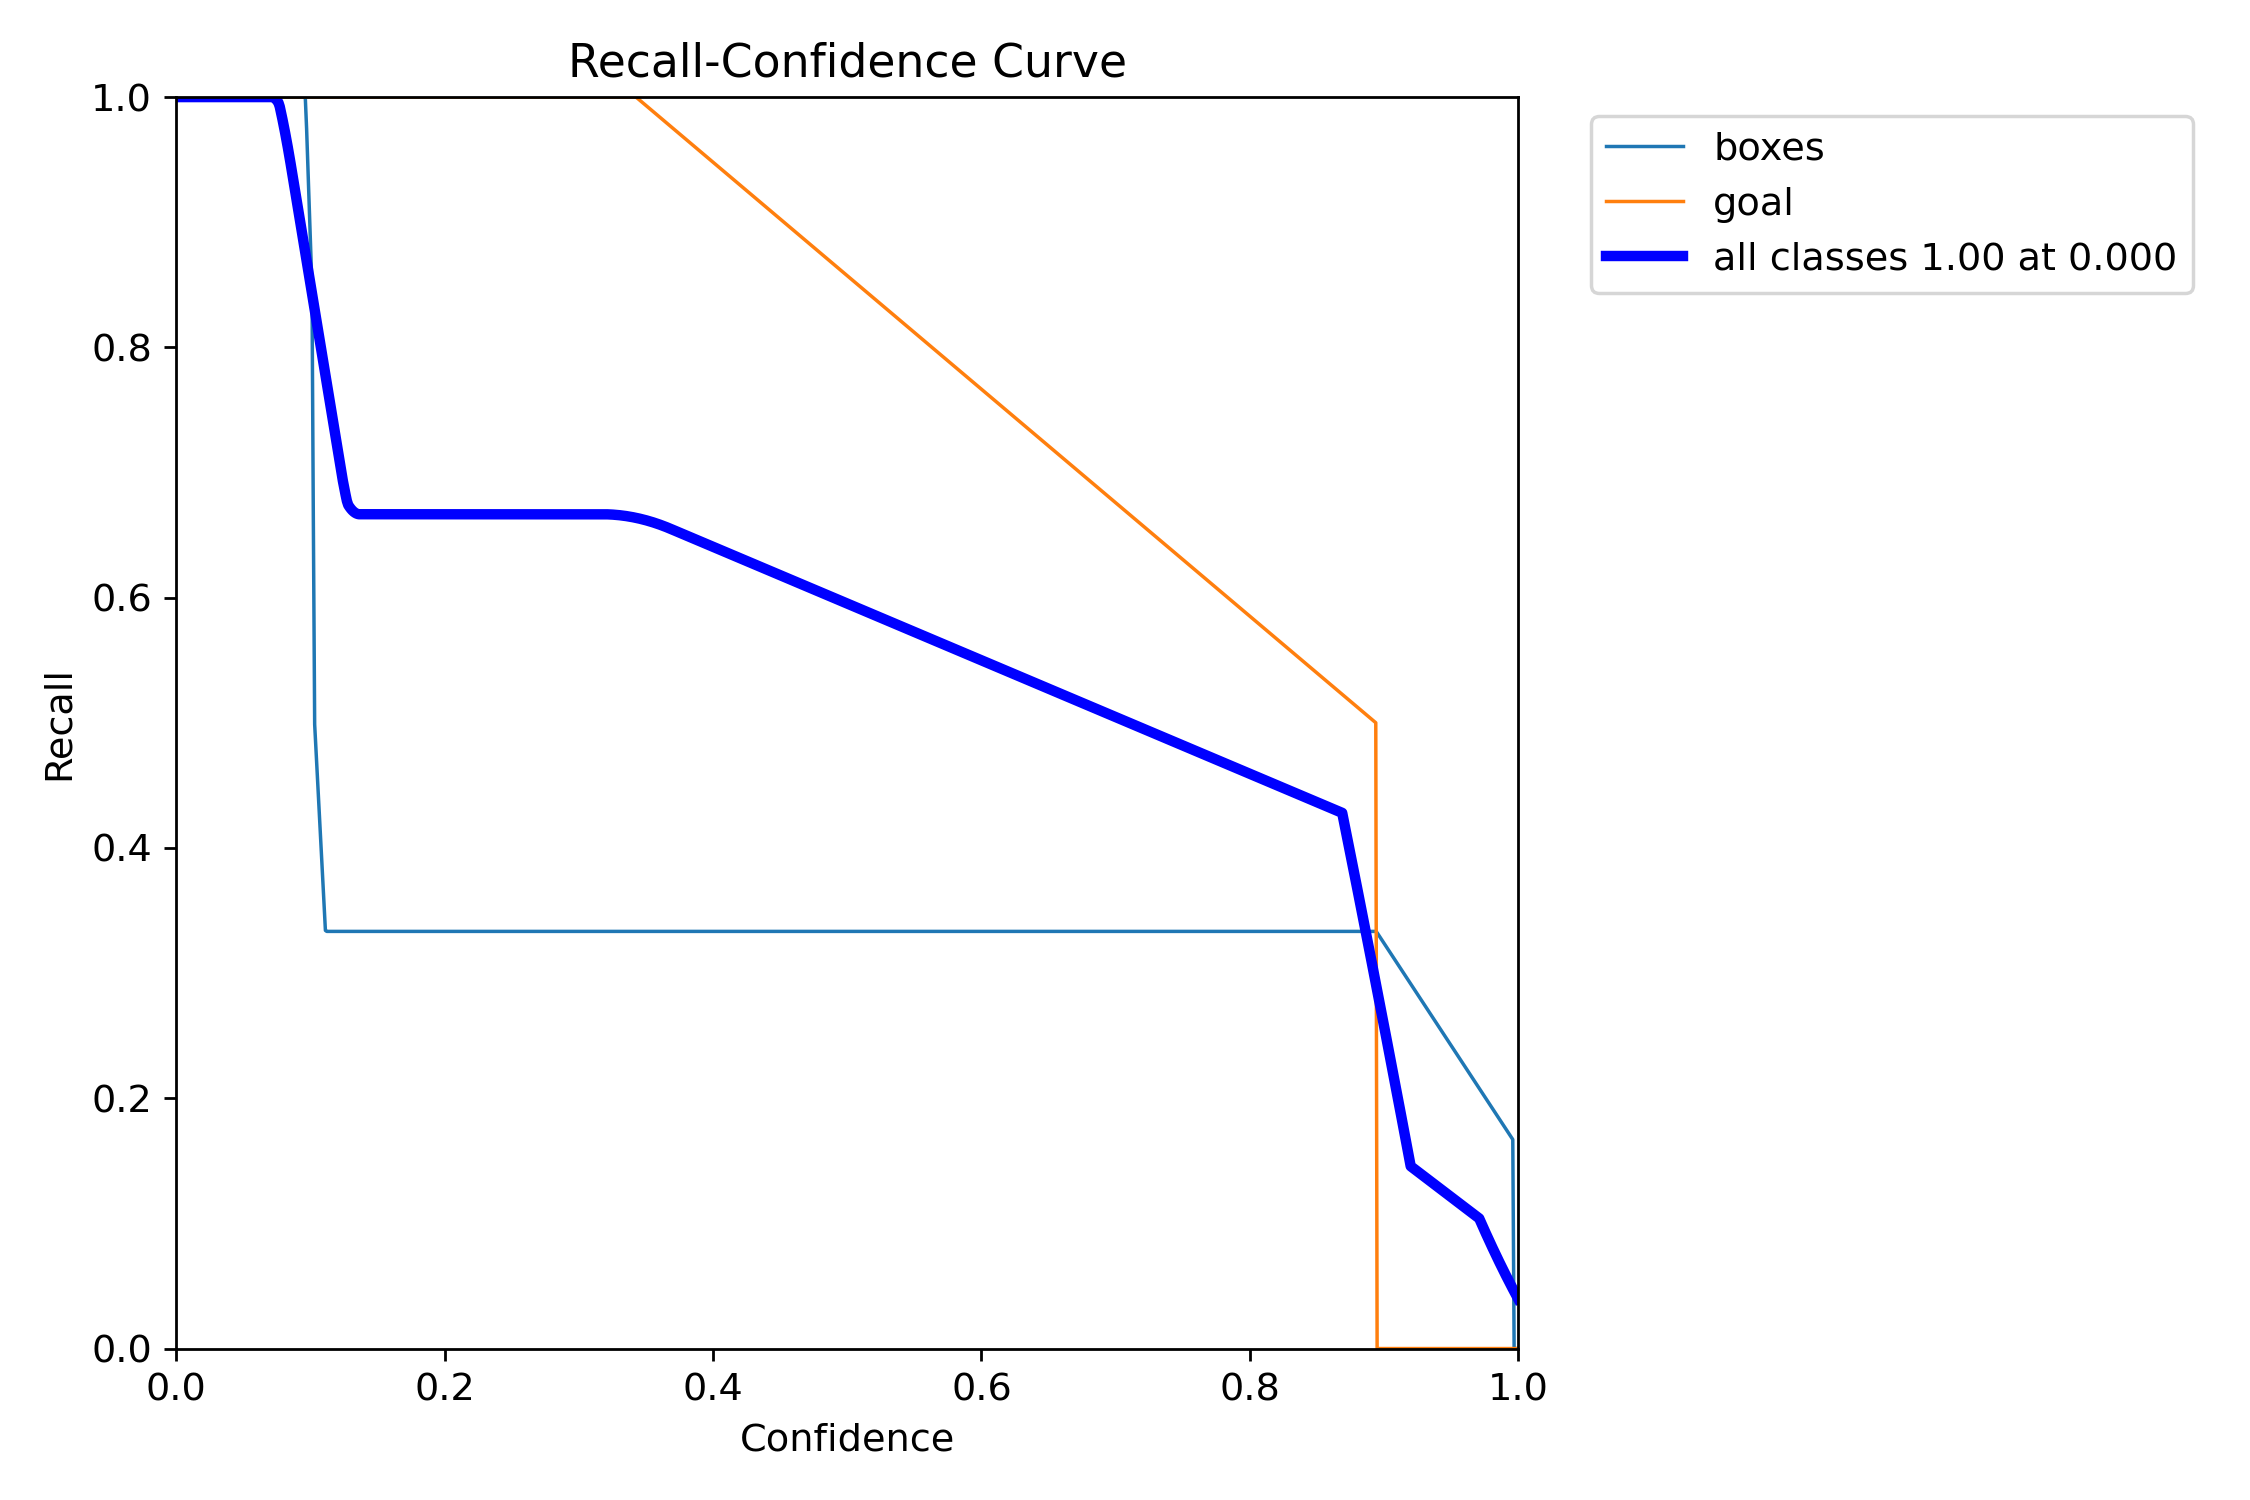 Recall-Confidence Curve
1.0
0.8
0.6
0.4
0.2
0.0
Recall
0.0 0.2 0.4 0.6 0.8 1.0
Confidence
boxes
goal
all classes 1.00 at 0.000